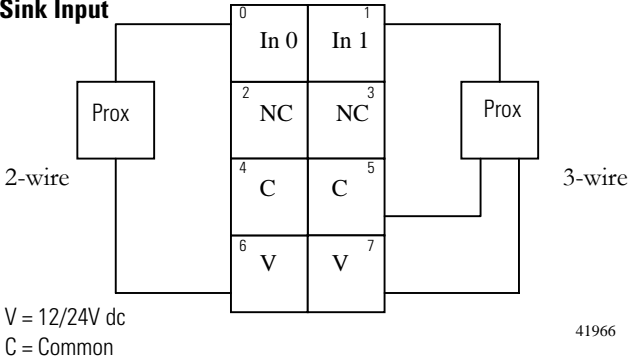 Sink Input
0 1
In 0 In 1
2 3
Prox NC NC Prox
2-wire 4 5 3-wire
C C
6 7
V V
V = 12/24V dc
C = Common
41966